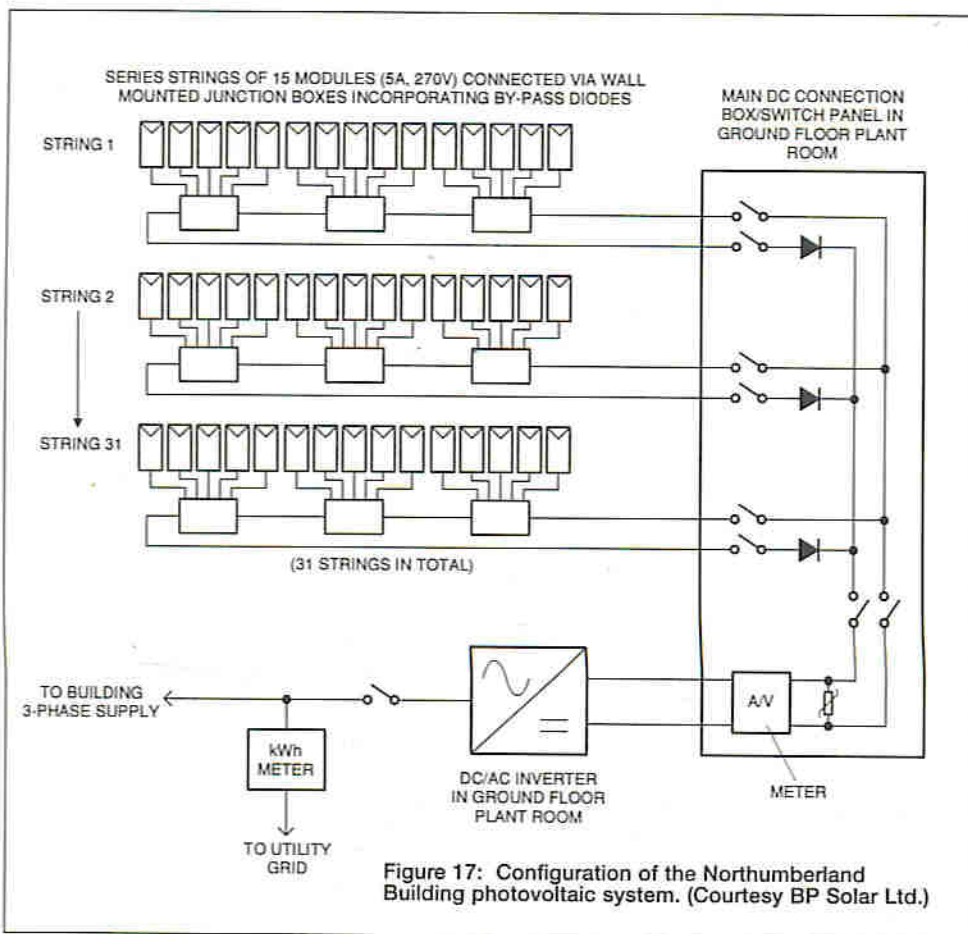 SERIES STRINGS OF 15 MODULES (5A, 270V) CONNECTED VIA WALL
MOUNTED JUNCTION BOXES INCORPORATING BY-PASS DIODES
MAIN DC CONNECTION
BOX/SWITCH PANEL IN
GROUND FLOOR PLANT
ROOM
STRING 1
STRING 2
STRING 31
(31 STRINGS IN TOTAL)
TO BUILDING
3-PHASE SUPPLY
kWh
METER
TO UTILITY
GRID
DC/AC INVERTER
IN GROUND FLOOR
PLANT ROOM
A/V
METER
Figure 17: Configuration of the Northumberland
Building photovoltaic system. (Courtesy BP Solar Ltd.)